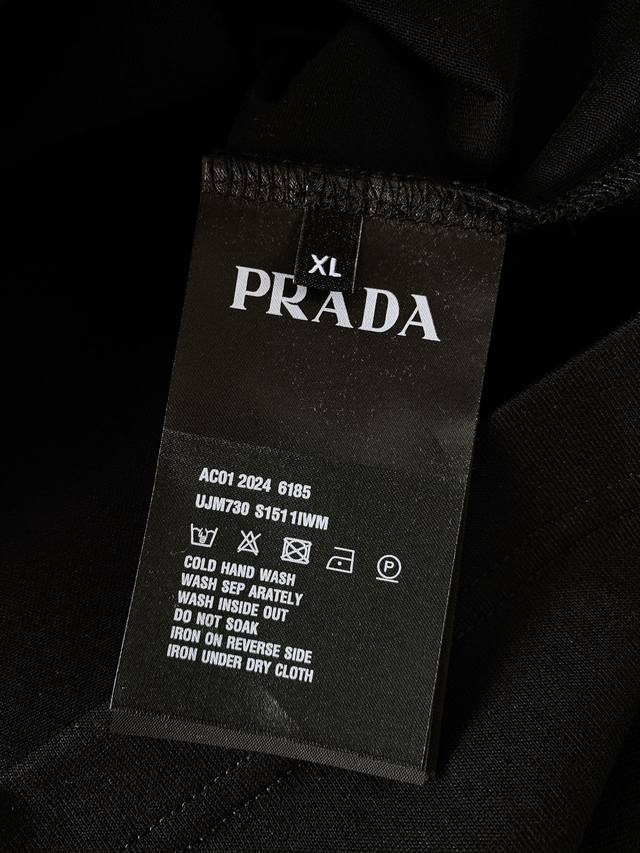 XL
PRADA
AC01 2024 6185
UJM730 S1511IWM
P
COLD HAND WASH
WASH SEP ARATELY
WASH INSIDE OUT
DO NOT SOAK
IRON ON REVERSE SIDE
IRON UNDER DRY CLOTH